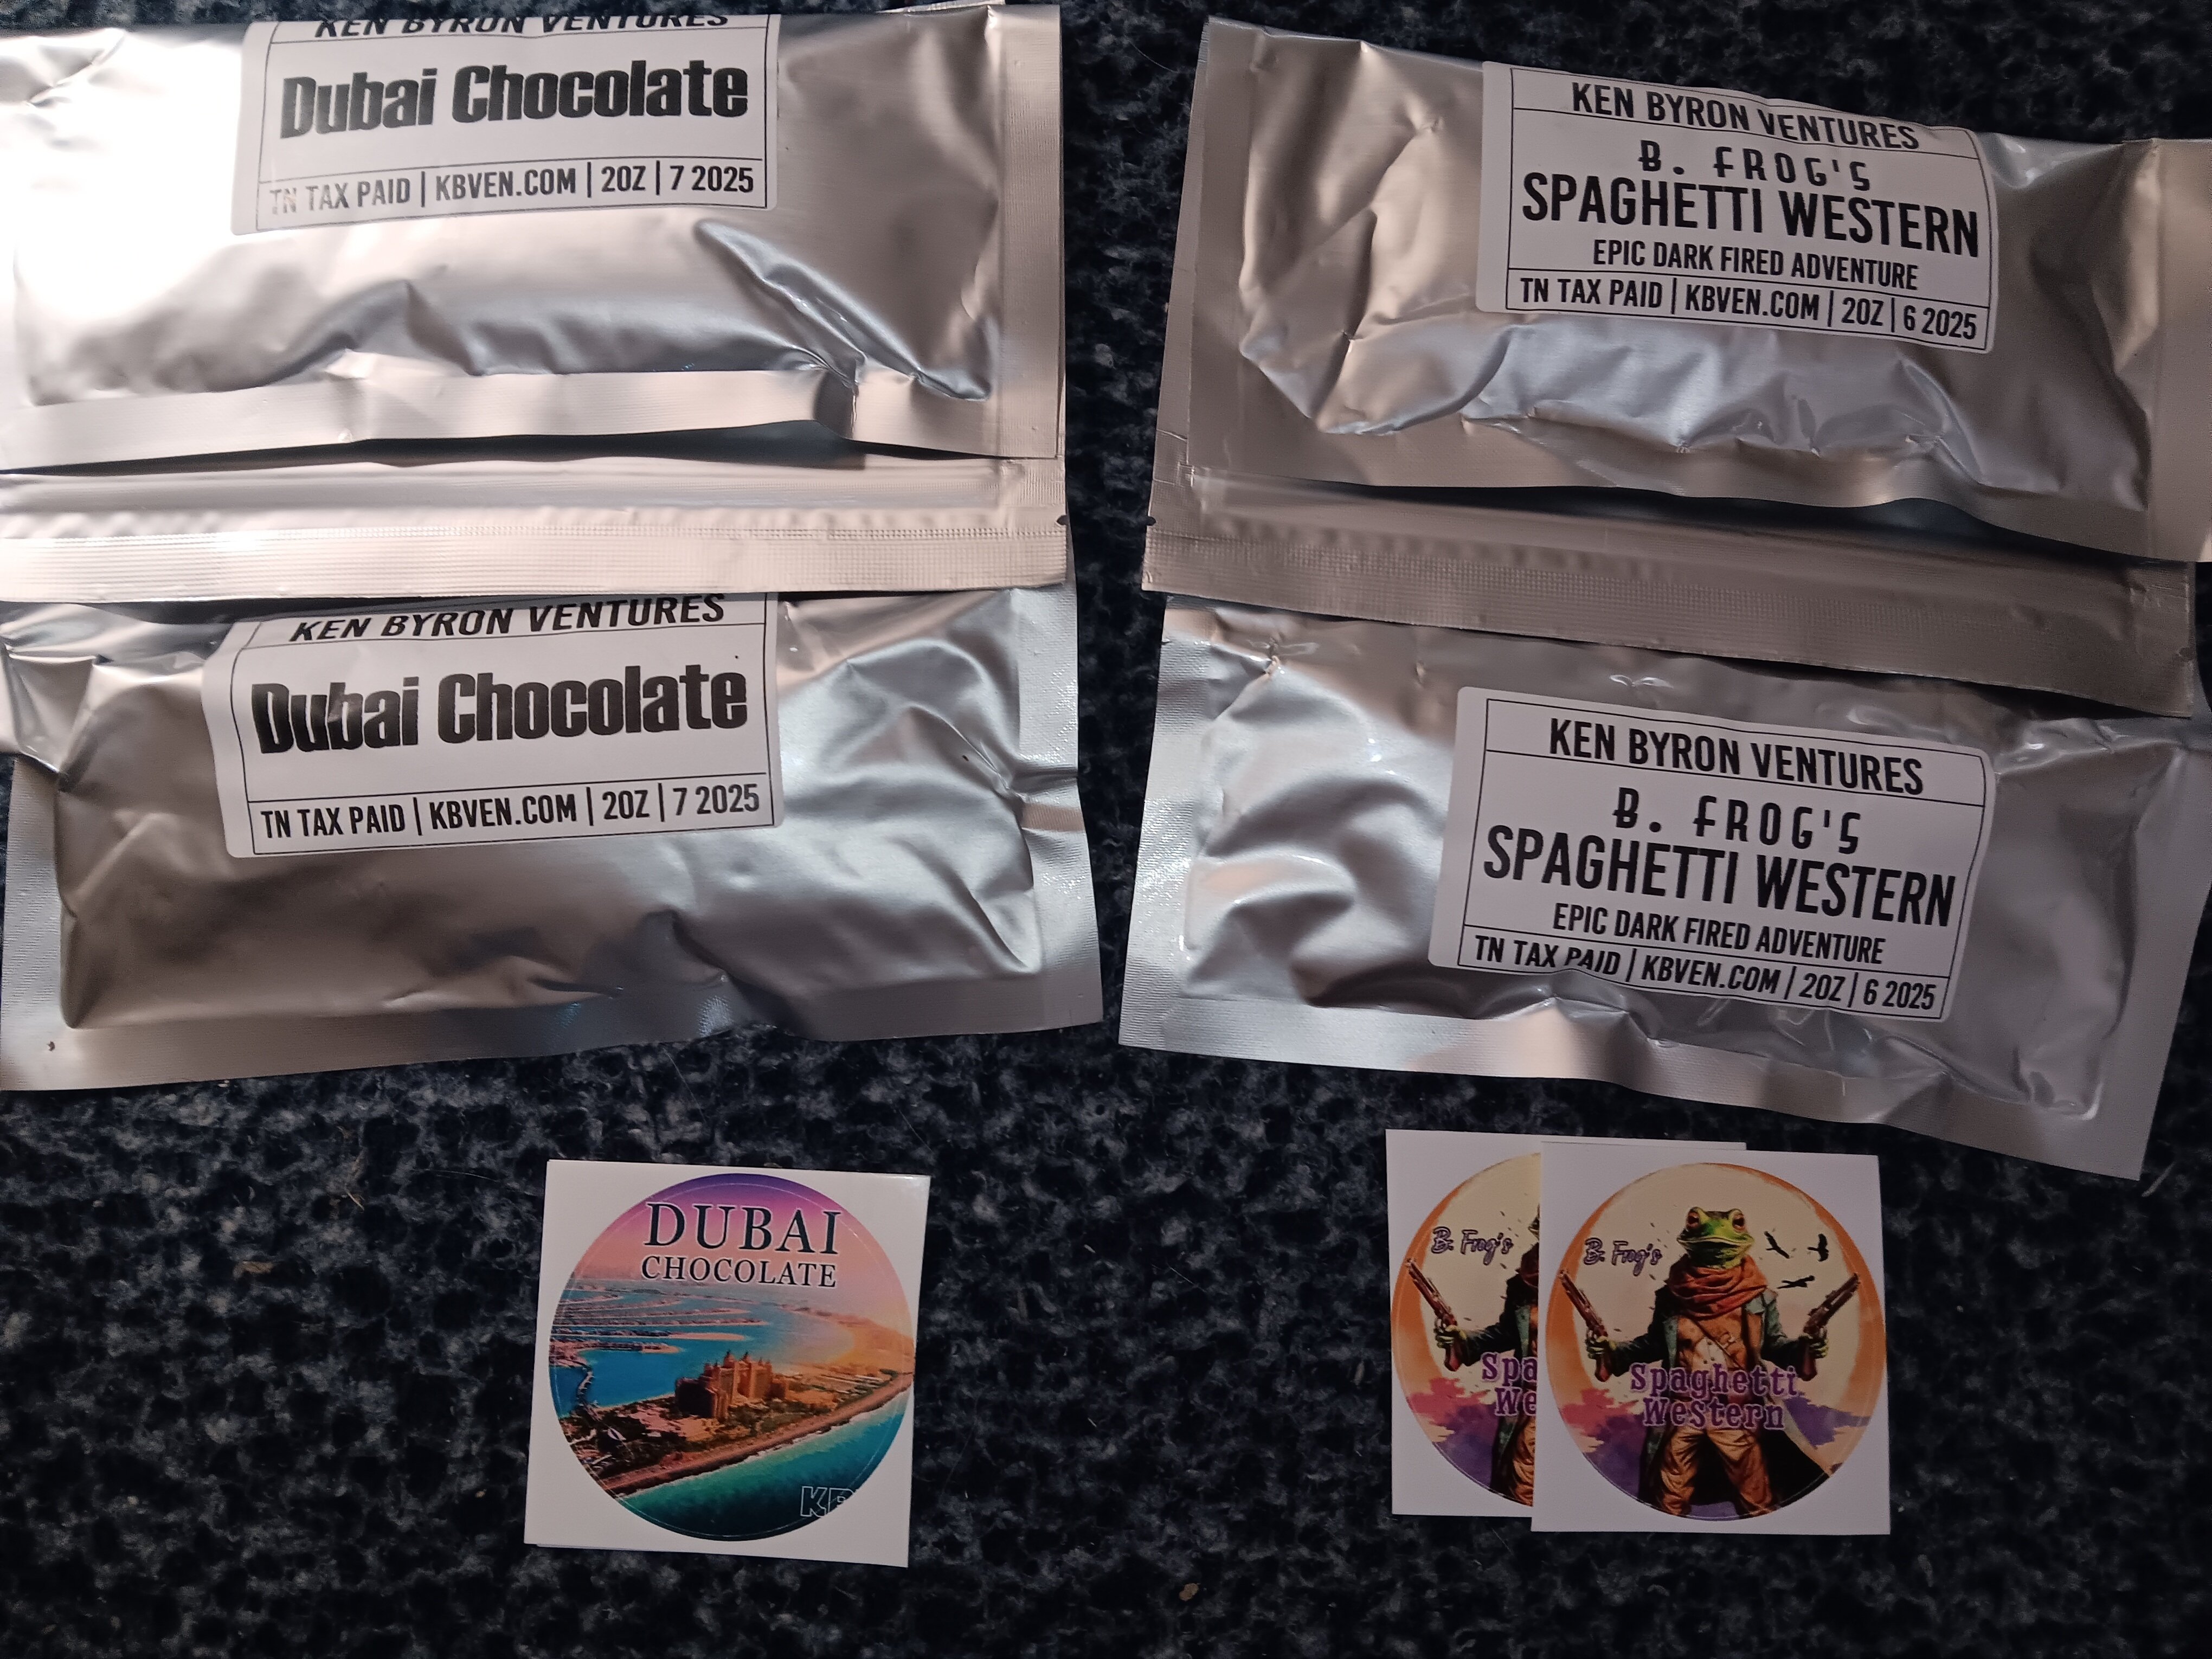 KEN BYRON VENTURES
Dubai Chocolate
TN TAX PAID | KBVEN.COM | 2OZ | 7 2025
KEN BYRON VENTURES
B. FROG'S
SPAGHETTI WESTERN
EPIC DARK FIRED ADVENTURE
TN TAX PAID | KBVEN.COM | 2OZ | 6 2025
KEN BYRON VENTURES
Dubai Chocolate
TN TAX PAID | KBVEN.COM | 2OZ | 7 2025
KEN BYRON VENTURES
B. FROG'S
SPAGHETTI WESTERN
EPIC DARK FIRED ADVENTURE
TN TAX PAID | KBVEN.COM | 2OZ | 6 2025
DUBAI
CHOCOLATE
B. Frog's
Spa
We
B. Frog's
Spaghetti
Western